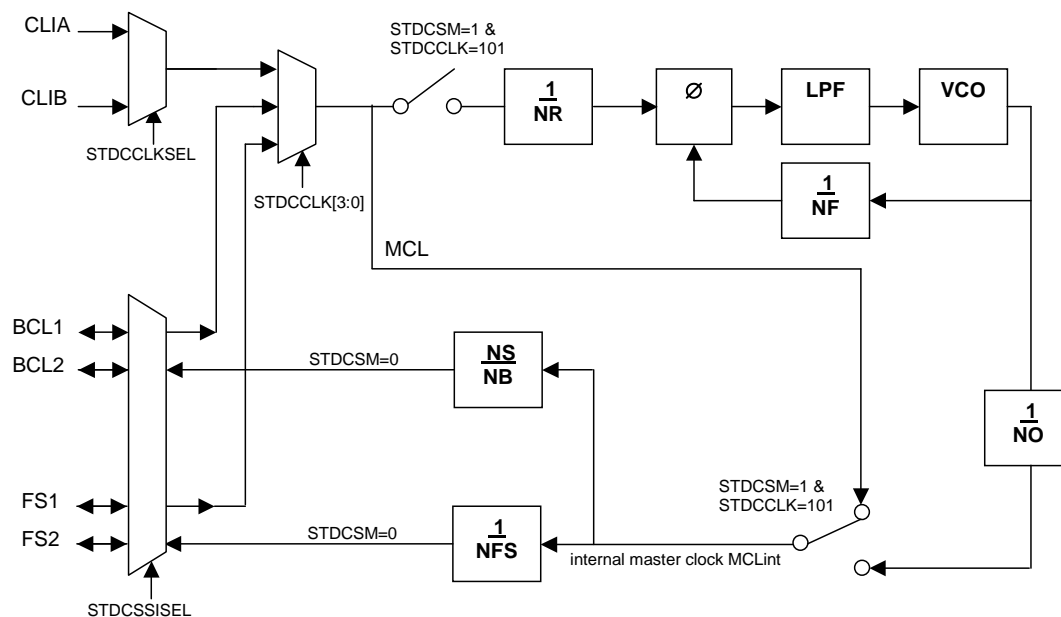 CLIA
CLIB
STDCCLKSEL
STDCCLK[3:0]
STDCSM=1 &
STDCCLK=101
1
NR
Ø
LPF
VCO
1
NF
MCL
BCL1
BCL2
STDCSM=0
NS
NB
1
NO
FS1
FS2
STDCSM=0
1
NFS
STDCSM=1 &
STDCCLK=101
internal master clock MCLint
STDCSSISEL